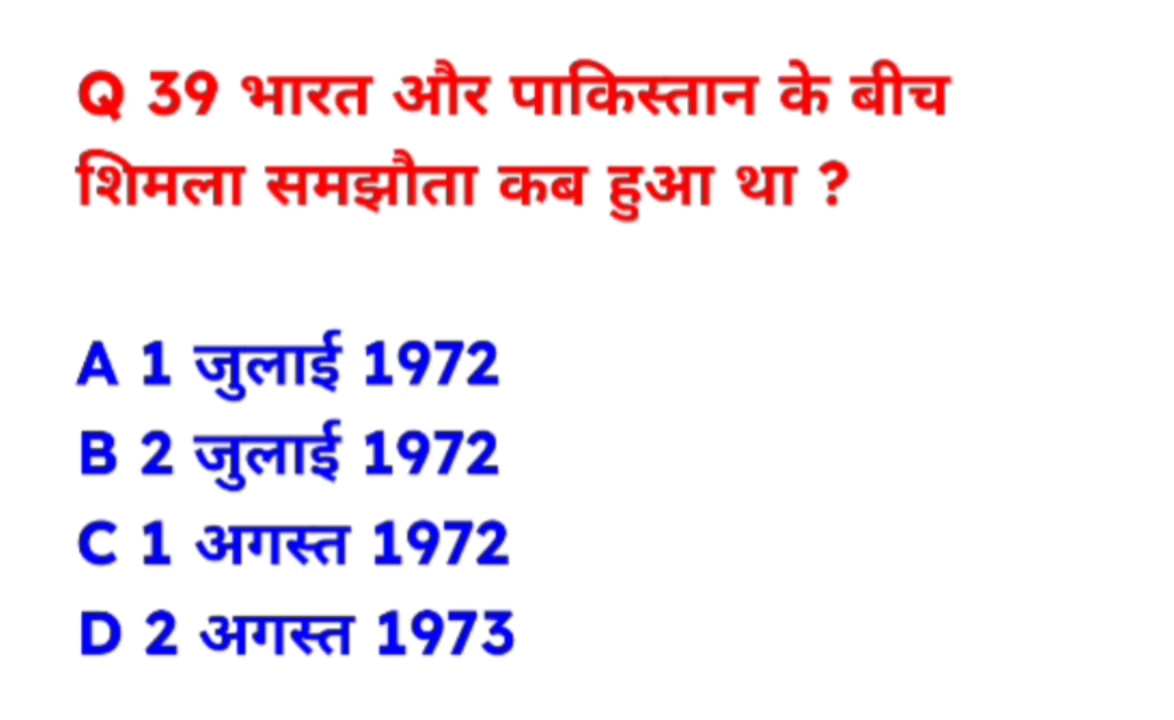 Q 39 भारत और पाकिस्तान के बीच
शिमला समझौता कब हुआ था ?
A 1 जुलाई 1972
B 2 जुलाई 1972
C 1 अगस्त 1972
D 2 अगस्त 1973